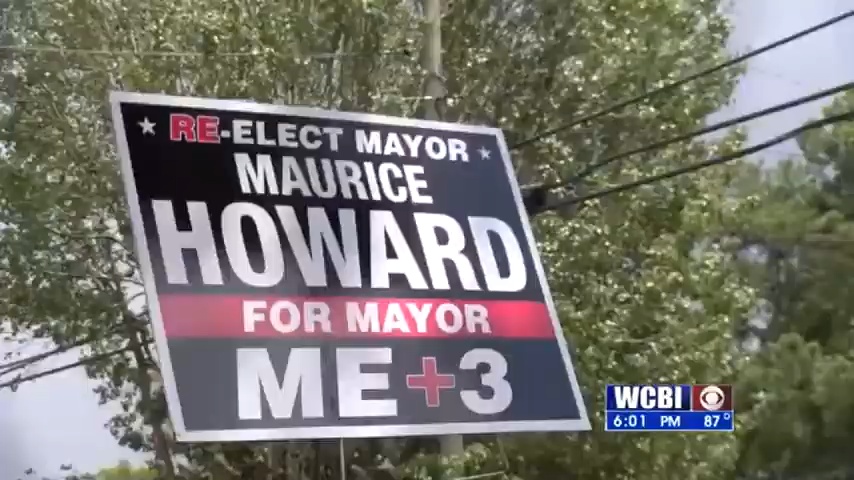 ★ RE-ELECT MAYOR ★
MAURICE
HOWARD
FOR MAYOR
ME+3
WCBI
6:01 PM 87°